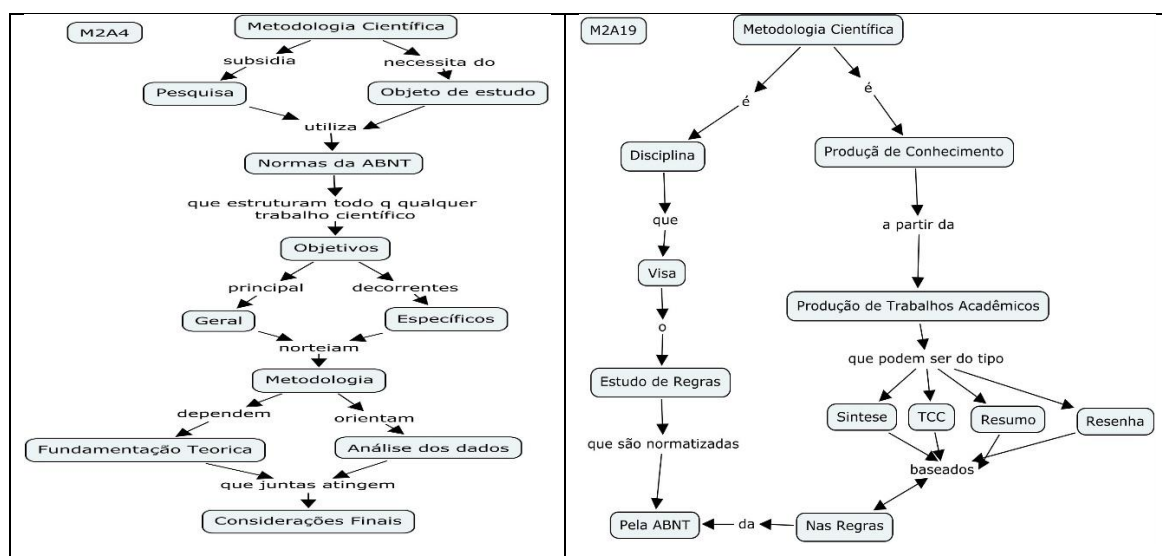 M2A4
Metodologia Científica
subsidia
necessita do
Pesquisa
Objeto de estudo
utiliza
Normas da ABNT
que estruturam todo q qualquer
trabalho científico
Objetivos
principal
decorrentes
Geral
Específicos
norteiam
Metodologia
dependem
orientam
Fundamentação Teorica
Análise dos dados
que juntas atingem
Considerações Finais
M2A19
Metodologia Científica
é
é
Disciplina
Produçã de Conhecimento
que
a partir da
Visa
Produção de Trabalhos Acadêmicos
o
que podem ser do tipo
Estudo de Regras
Sintese
TCC
Resumo
Resenha
que são normatizadas
baseados
Pela ABNT
da
Nas Regras